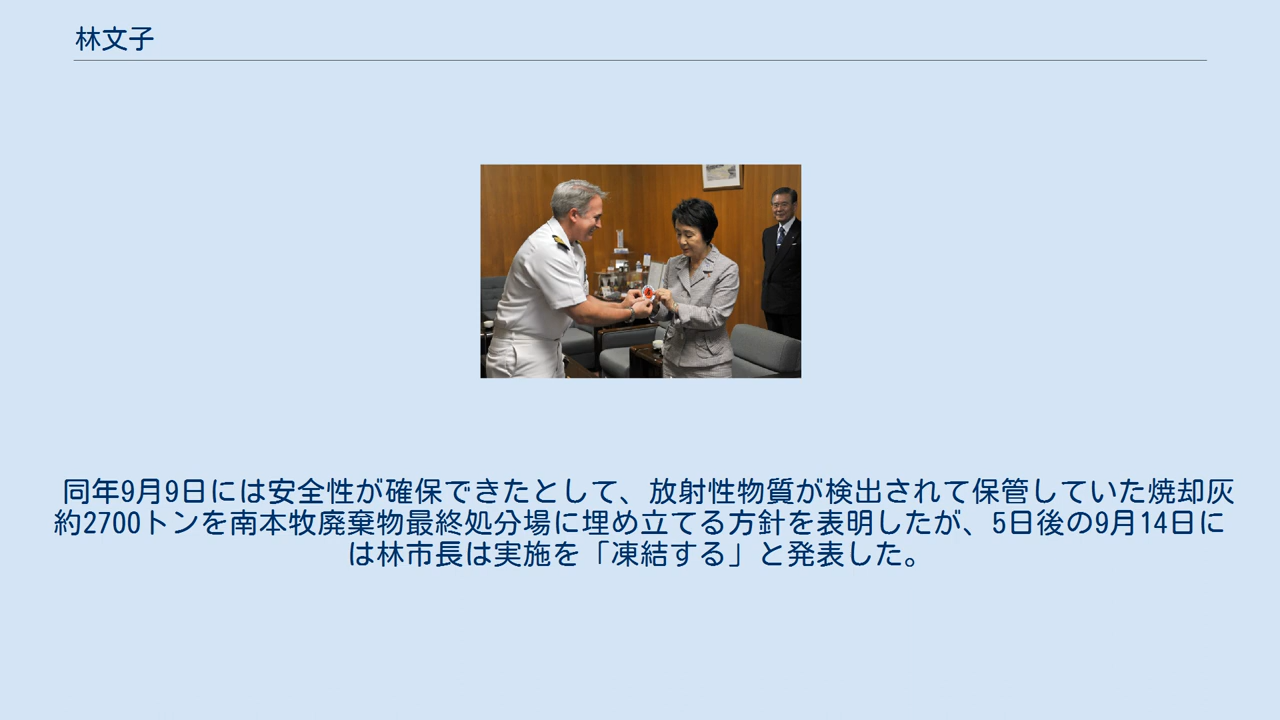 林文子
同年9月9日には安全性が確保できたとして、放射性物質が検出されて保管していた焼却灰
約2700トンを南本牧廃棄物最終処分場に埋め立てる方針を表明したが、5日後の9月14日に
は林市長は実施を「凍結する」と発表した。